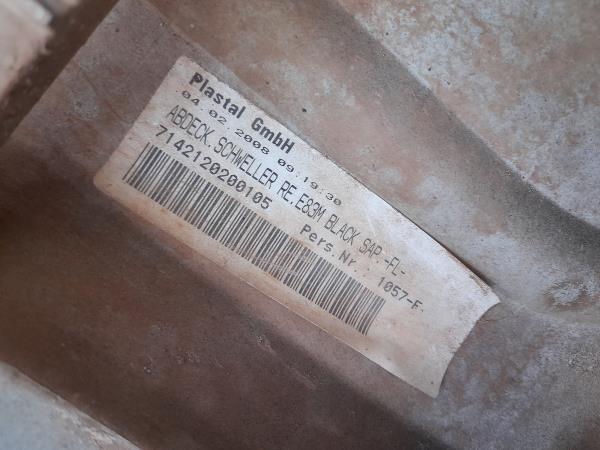 Plastal GmbH
04.02.2008 09:19:30
ABDECK. SCHWELLER RE. E83M BLACK SAP.-FL-
7142120200105
Pers.Nr.: 1057-F.